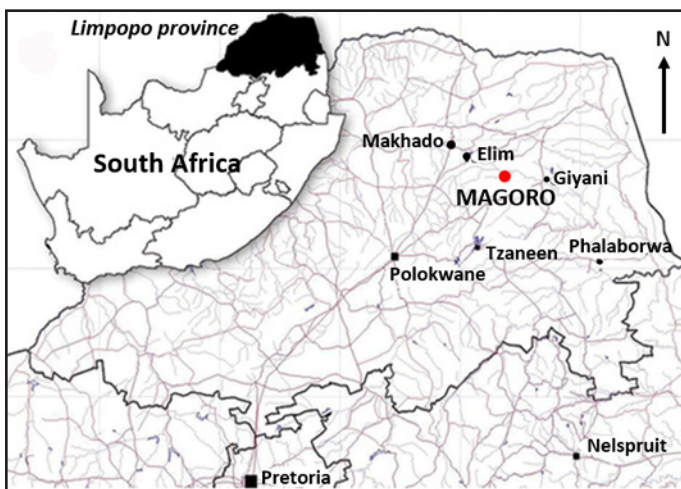 Limpopo province
N
South Africa
Makhado
Elim
MAGORO
Giyani
Tzaneen
Phalaborwa
Polokwane
Nelspruit
Pretoria